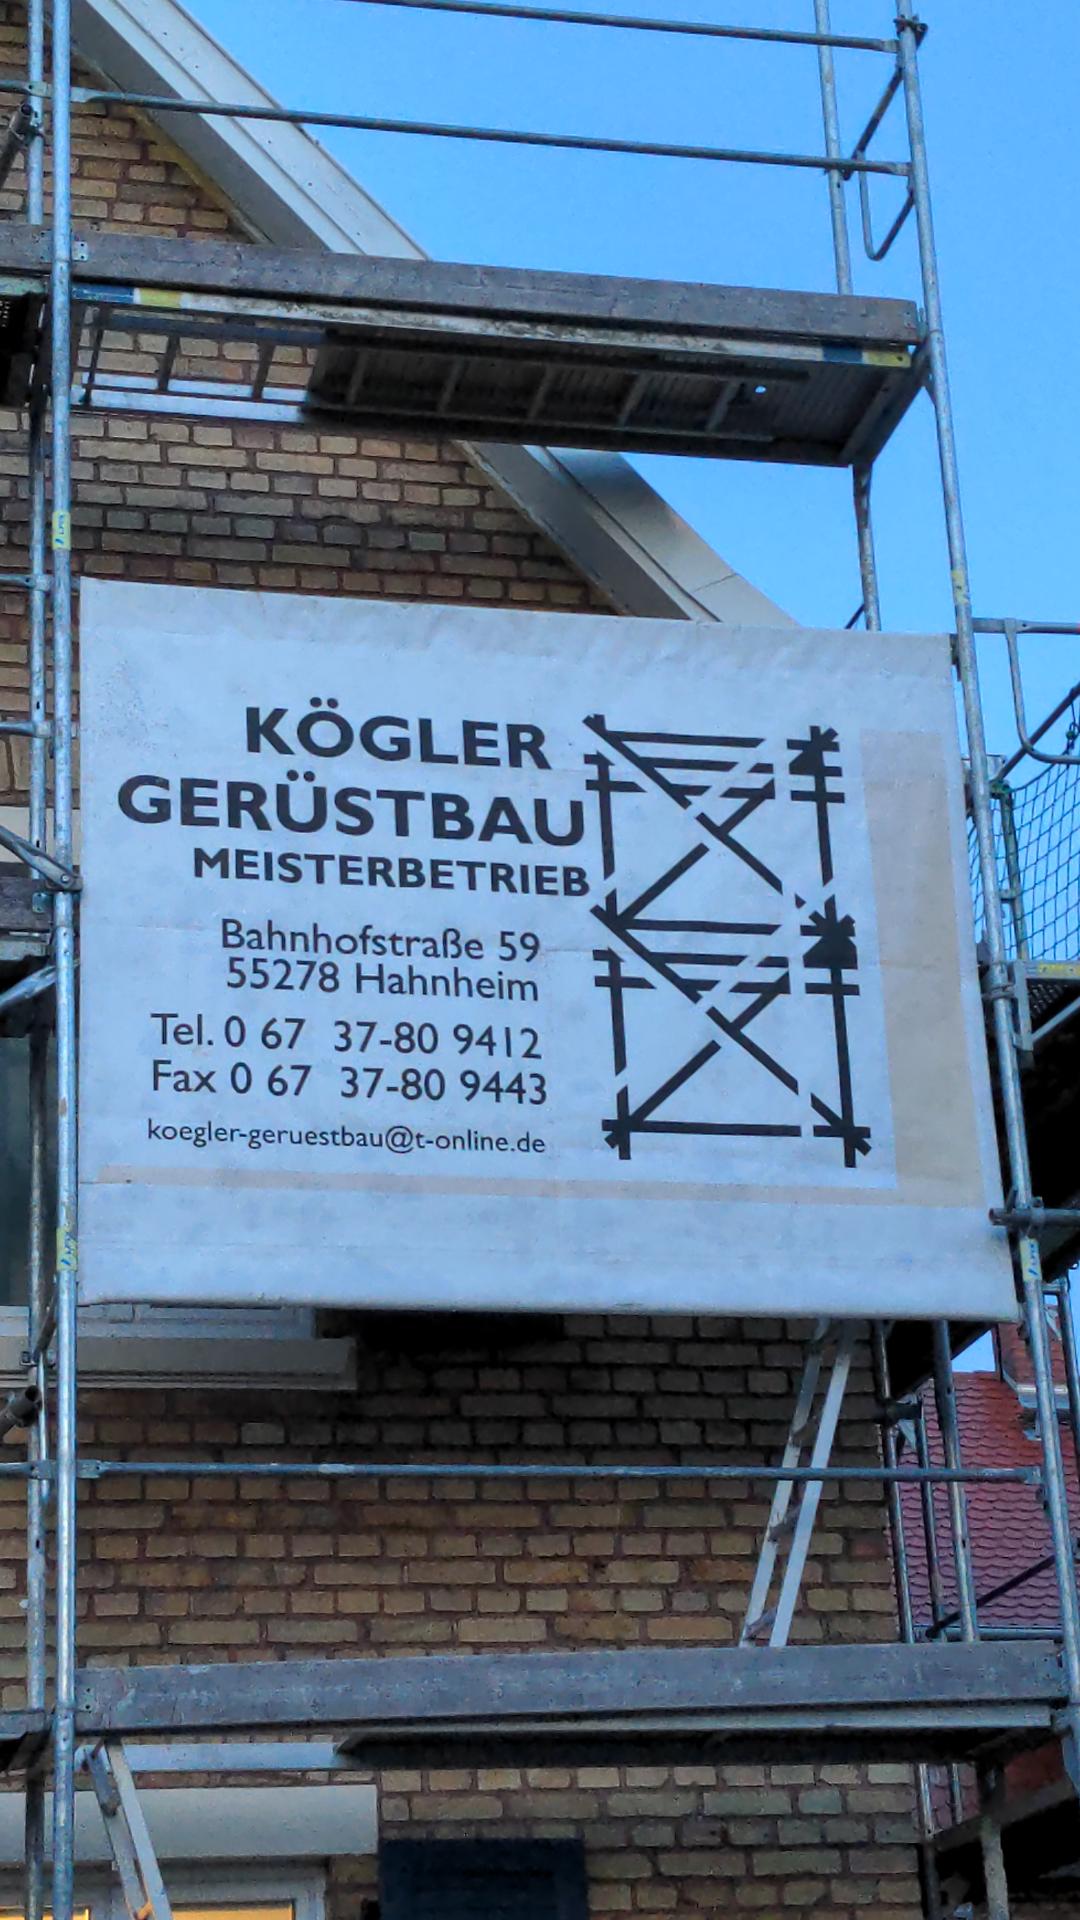 KÖGLER
GERÜSTBAU
MEISTERBETRIEB
Bahnhofstraße 59
55278 Hahnheim
Tel. 0 67 37-80 9412
Fax 0 67 37-80 9443
koegler-geruestbau@t-online.de